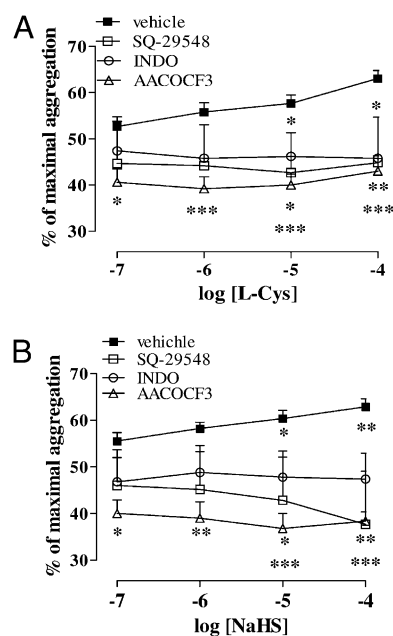 A
vehicle
SQ-29548
INDO
AACOCF3
% of maximal aggregation
70
60
50
40
30
*
*
*
***
*
***
**
***
-7 -6 -5 -4
log [L-Cys]
B
vehichle
SQ-29548
INDO
AACOCF3
% of maximal aggregation
70
60
50
40
30
*
**
*
**
*
***
**
***
-7 -6 -5 -4
log [NaHS]